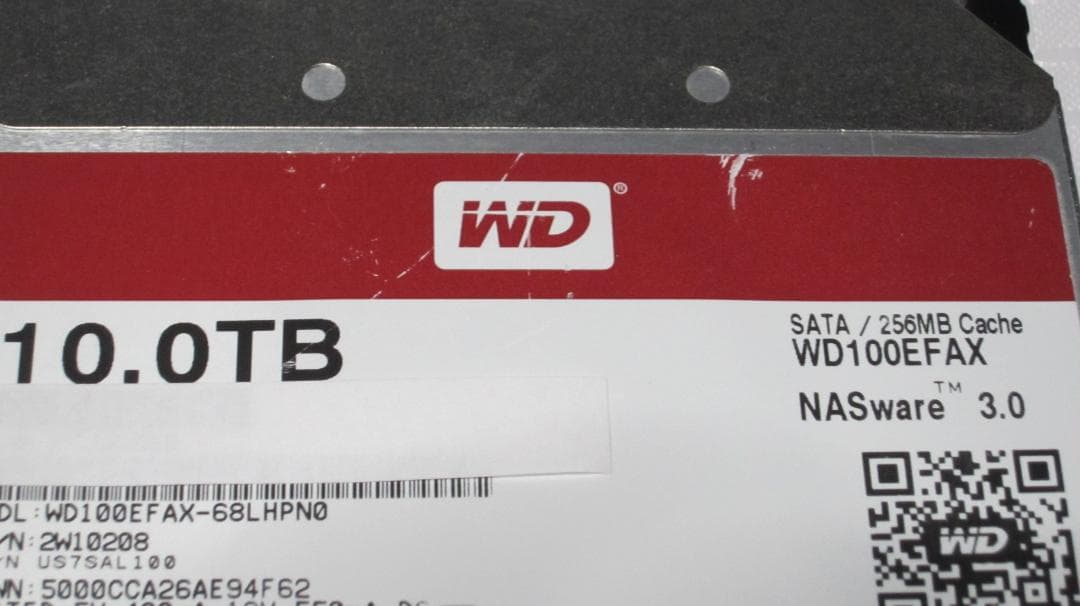 WD®
10.0TB
SATA / 256MB Cache
WD100EFAX
NASware™ 3.0
DL:WD100EFAX-68LHPN0
/N:2W10208
/N US7SAL100
WN:5000CCA26AE94F62
WD